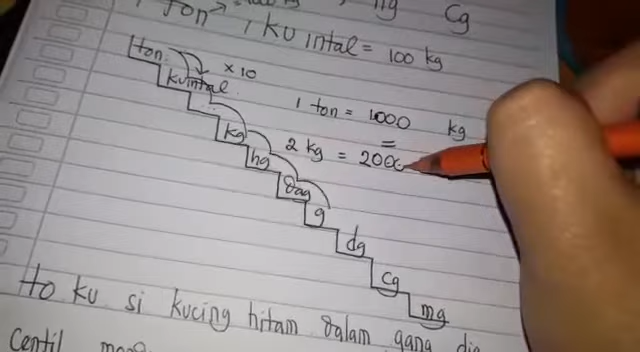 ton
Cg
1 kuintal = 100 kg
ton
kuintal
x 10
1 ton = 1000 kg
=
kg
2 kg = 2000
hg
dag
g
dg
cg
mg
to ku si kucing hitam dalam gang
Centil